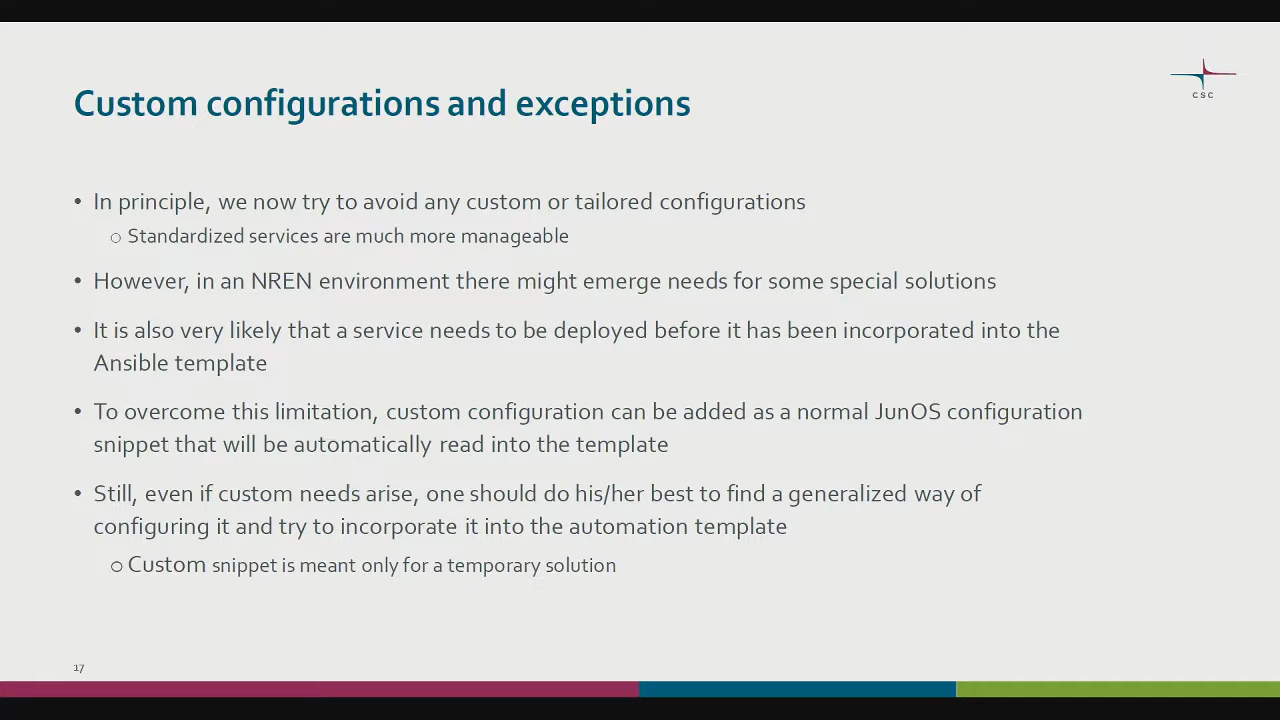 CSC
Custom configurations and exceptions
• In principle, we now try to avoid any custom or tailored configurations
○ Standardized services are much more manageable
• However, in an NREN environment there might emerge needs for some special solutions
• It is also very likely that a service needs to be deployed before it has been incorporated into the
Ansible template
• To overcome this limitation, custom configuration can be added as a normal JunOS configuration
snippet that will be automatically read into the template
• Still, even if custom needs arise, one should do his/her best to find a generalized way of
configuring it and try to incorporate it into the automation template
○ Custom snippet is meant only for a temporary solution
17